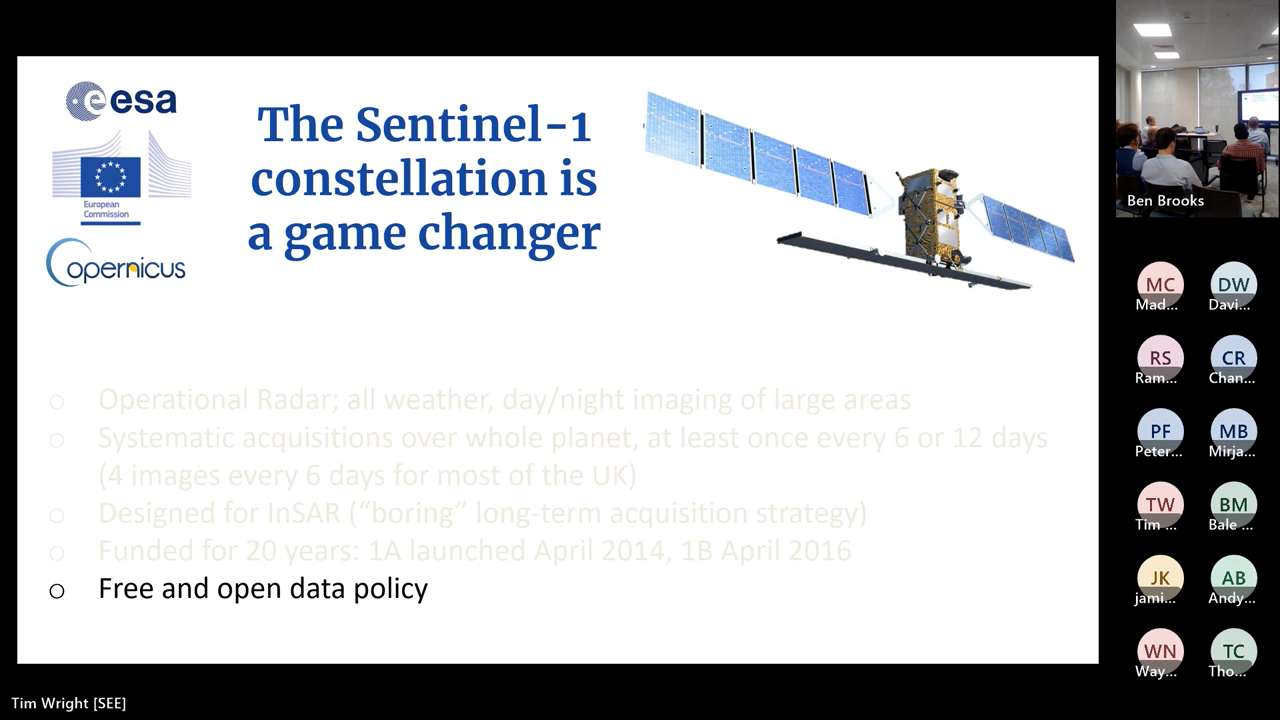 esa
European
Commission
opernicus
The Sentinel-1
constellation is
a game changer
o Operational Radar; all weather, day/night imaging of large areas
o Systematic acquisitions over whole planet, at least once every 6 or 12 days
(4 images every 6 days for most of the UK)
o Designed for InSAR (“boring” long-term acquisition strategy)
o Funded for 20 years: 1A launched April 2014, 1B April 2016
o Free and open data policy
Tim Wright [SEE]
Ben Brooks
MC DW
Mad... Davi...
RS CR
Ram... Chan...
PF MB
Peter... Mirja...
TW BM
Tim ... Bale ...
JK AB
jami... Andy...
WN TC
Way... Tho...